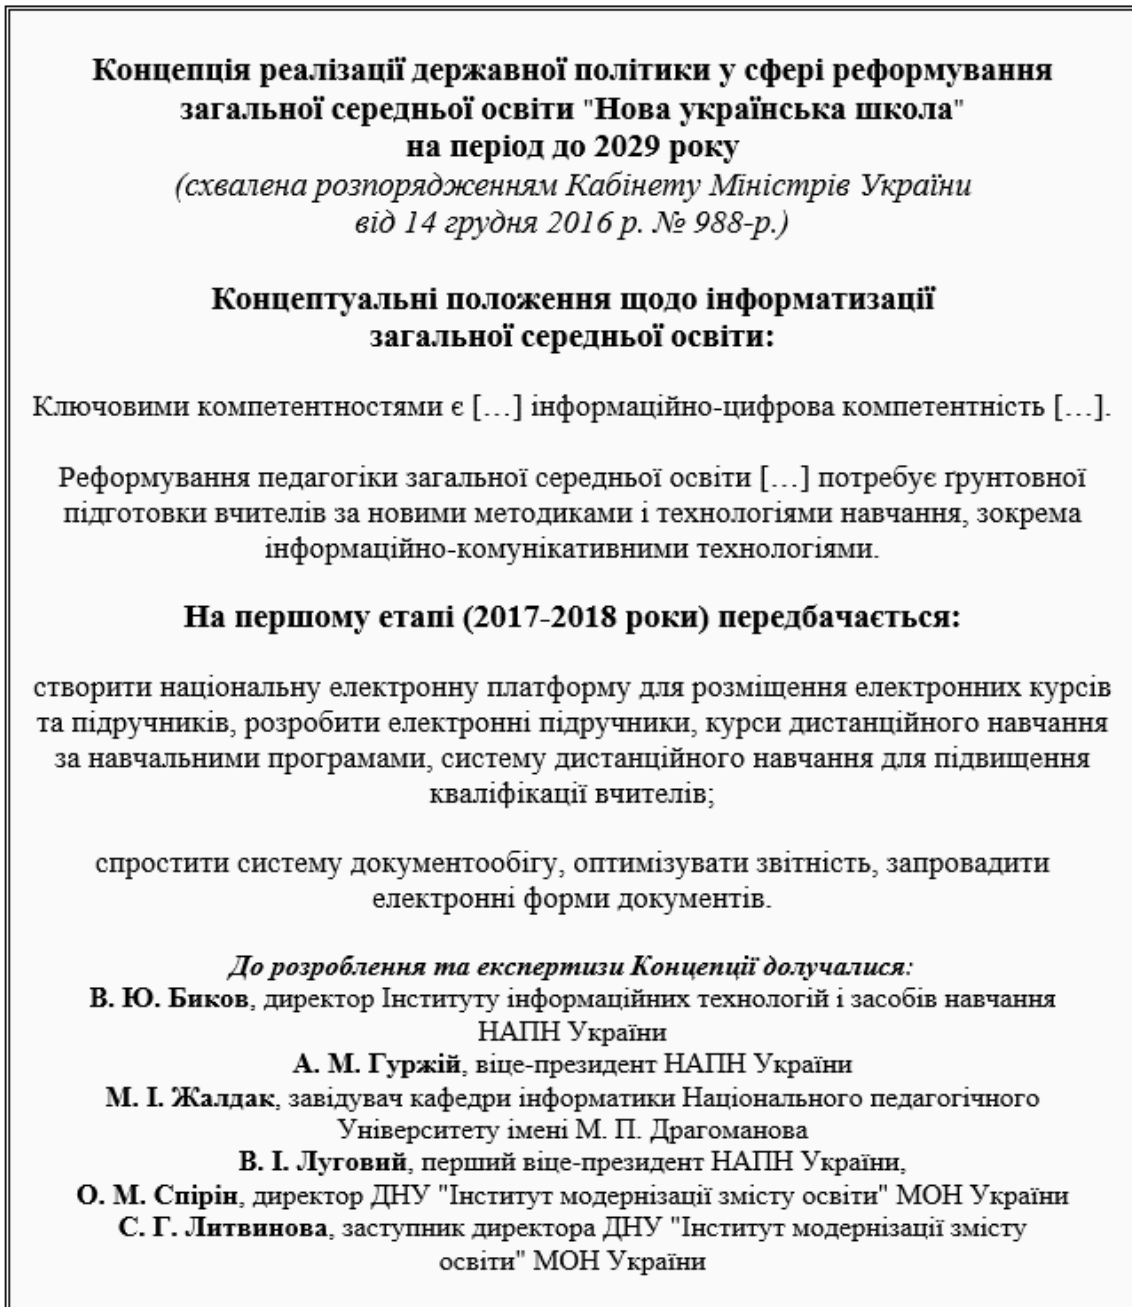 Концепція реалізації державної політики у сфері реформування
загальної середньої освіти "Нова українська школа"
на період до 2029 року
(схвалена розпорядженням Кабінету Міністрів України
від 14 грудня 2016 р. № 988-р.)
Концептуальні положення щодо інформатизації
загальної середньої освіти:
Ключовими компетентностями є […] інформаційно-цифрова компетентність […].
Реформування педагогіки загальної середньої освіти […] потребує ґрунтовної
підготовки вчителів за новими методиками і технологіями навчання, зокрема
інформаційно-комунікативними технологіями.
На першому етапі (2017-2018 роки) передбачається:
створити національну електронну платформу для розміщення електронних курсів
та підручників, розробити електронні підручники, курси дистанційного навчання
за навчальними програмами, систему дистанційного навчання для підвищення
кваліфікації вчителів;
спростити систему документообігу, оптимізувати звітність, запровадити
електронні форми документів.
До розроблення та експертизи Концепції долучалися:
В. Ю. Биков, директор Інституту інформаційних технологій і засобів навчання
НАПН України
А. М. Гуржій, віце-президент НАПН України
М. І. Жалдак, завідувач кафедри інформатики Національного педагогічного
Університету імені М. П. Драгоманова
В. І. Луговий, перший віце-президент НАПН України,
О. М. Спірін, директор ДНУ "Інститут модернізації змісту освіти" МОН України
С. Г. Литвинова, заступник директора ДНУ "Інститут модернізації змісту
освіти" МОН України